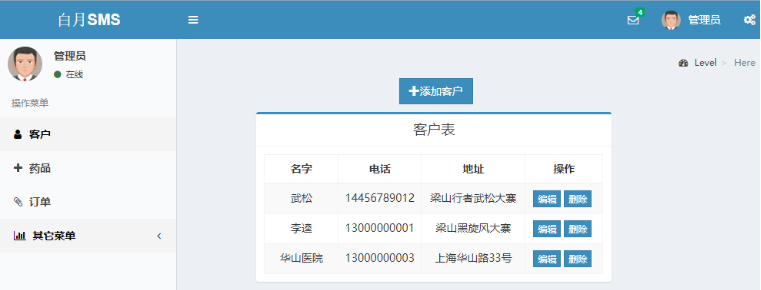 白月SMS
4
管理员
管理员
在线
Level > Here
操作菜单
添加客户
客户
药品
订单
其它菜单
客户表
名字 电话 地址 操作
武松 14456789012 梁山行者武松大寨 编辑 删除
李逵 13000000001 梁山黑旋风大寨 编辑 删除
华山医院 13000000003 上海华山路33号 编辑 删除